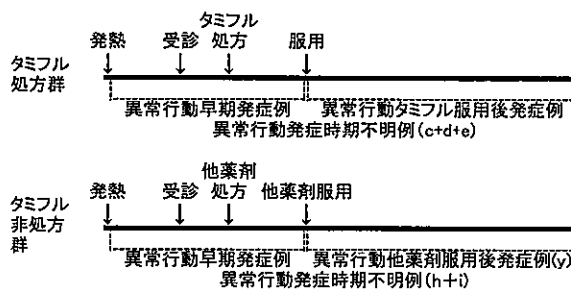 タミフル
発熱 受診 処方 服用
タミフル
処方群
異常行動早期発症例 異常行動タミフル服用後発症例
異常行動発症時期不明例(c+d+e)
他薬剤
発熱 受診 処方 他薬剤服用
タミフル
非処方
群
異常行動早期発症例 異常行動他薬剤服用後発症例(y)
異常行動発症時期不明例(h+i)